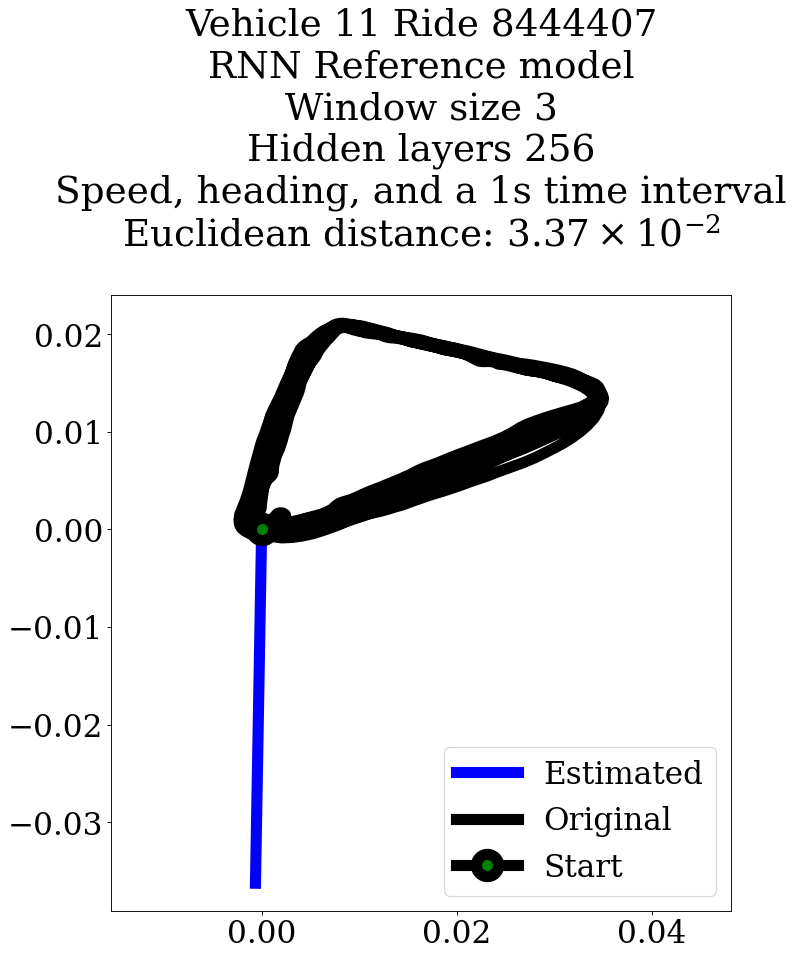 Vehicle 11 Ride 8444407
RNN Reference model
Window size 3
Hidden layers 256
Speed, heading, and a 1s time interval
Euclidean distance: 3.37 × 10⁻²
0.02
0.01
0.00
−0.01
−0.02
−0.03
Estimated
Original
Start
0.00 0.02 0.04